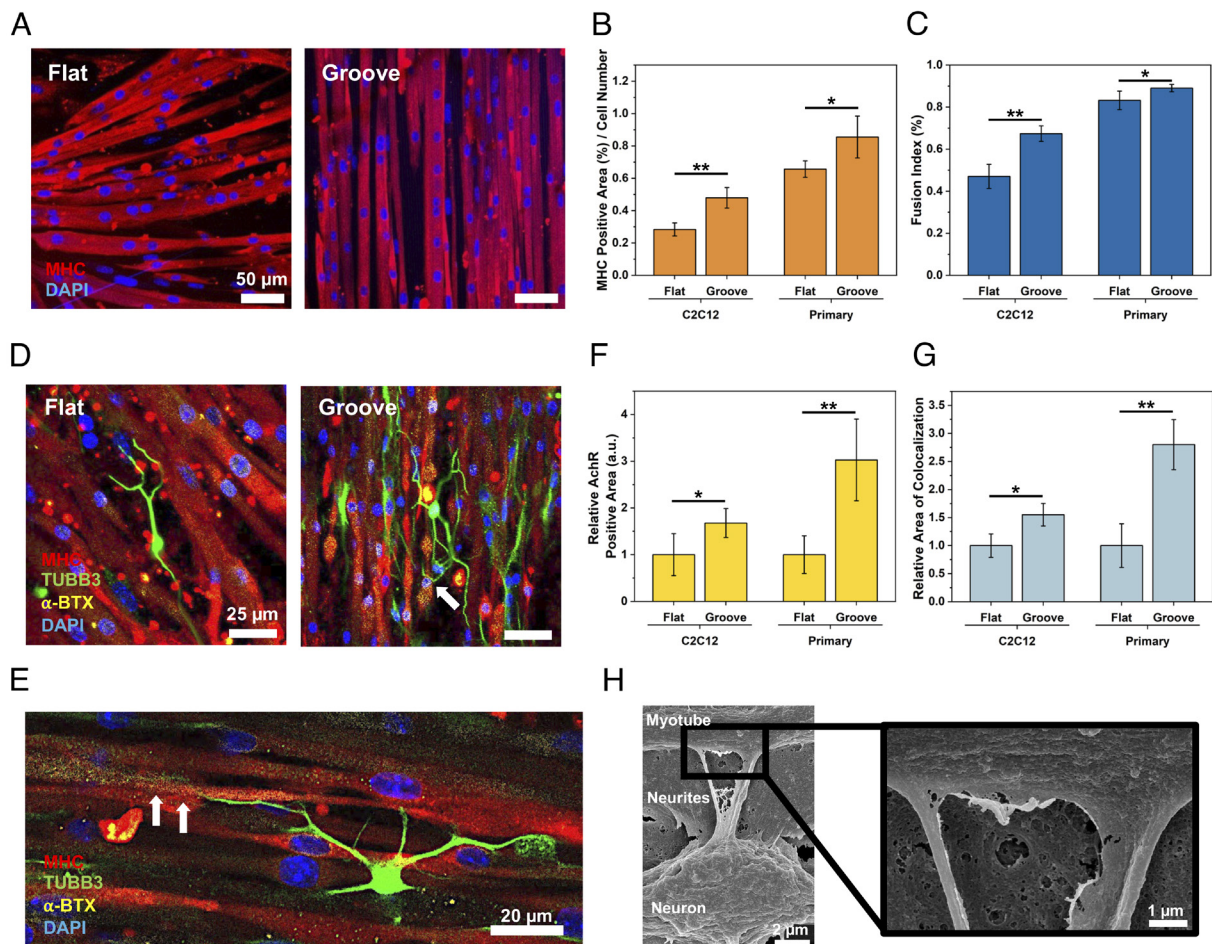 A
Flat
MHC
DAPI
50 µm
Groove
B
MHC Positive Area (%) / Cell Number
1.2
1.0
0.8
0.6
0.4
0.2
0.0
**
*
Flat Groove Flat Groove
C2C12 Primary
C
Fusion Index (%)
1.0
0.8
0.6
0.4
0.2
0.0
**
*
Flat Groove Flat Groove
C2C12 Primary
D
Flat
MHC
TUBB3
α-BTX
DAPI
25 µm
Groove
F
Relative AchR
Positive Area (a.u.)
4
3
2
1
0
*
**
Flat Groove Flat Groove
C2C12 Primary
G
Relative Area of Colocalization
3.5
3.0
2.5
2.0
1.5
1.0
0.5
0.0
*
**
Flat Groove Flat Groove
C2C12 Primary
E
MHC
TUBB3
α-BTX
DAPI
20 µm
H
Myotube
Neurites
Neuron
2 µm
1 µm